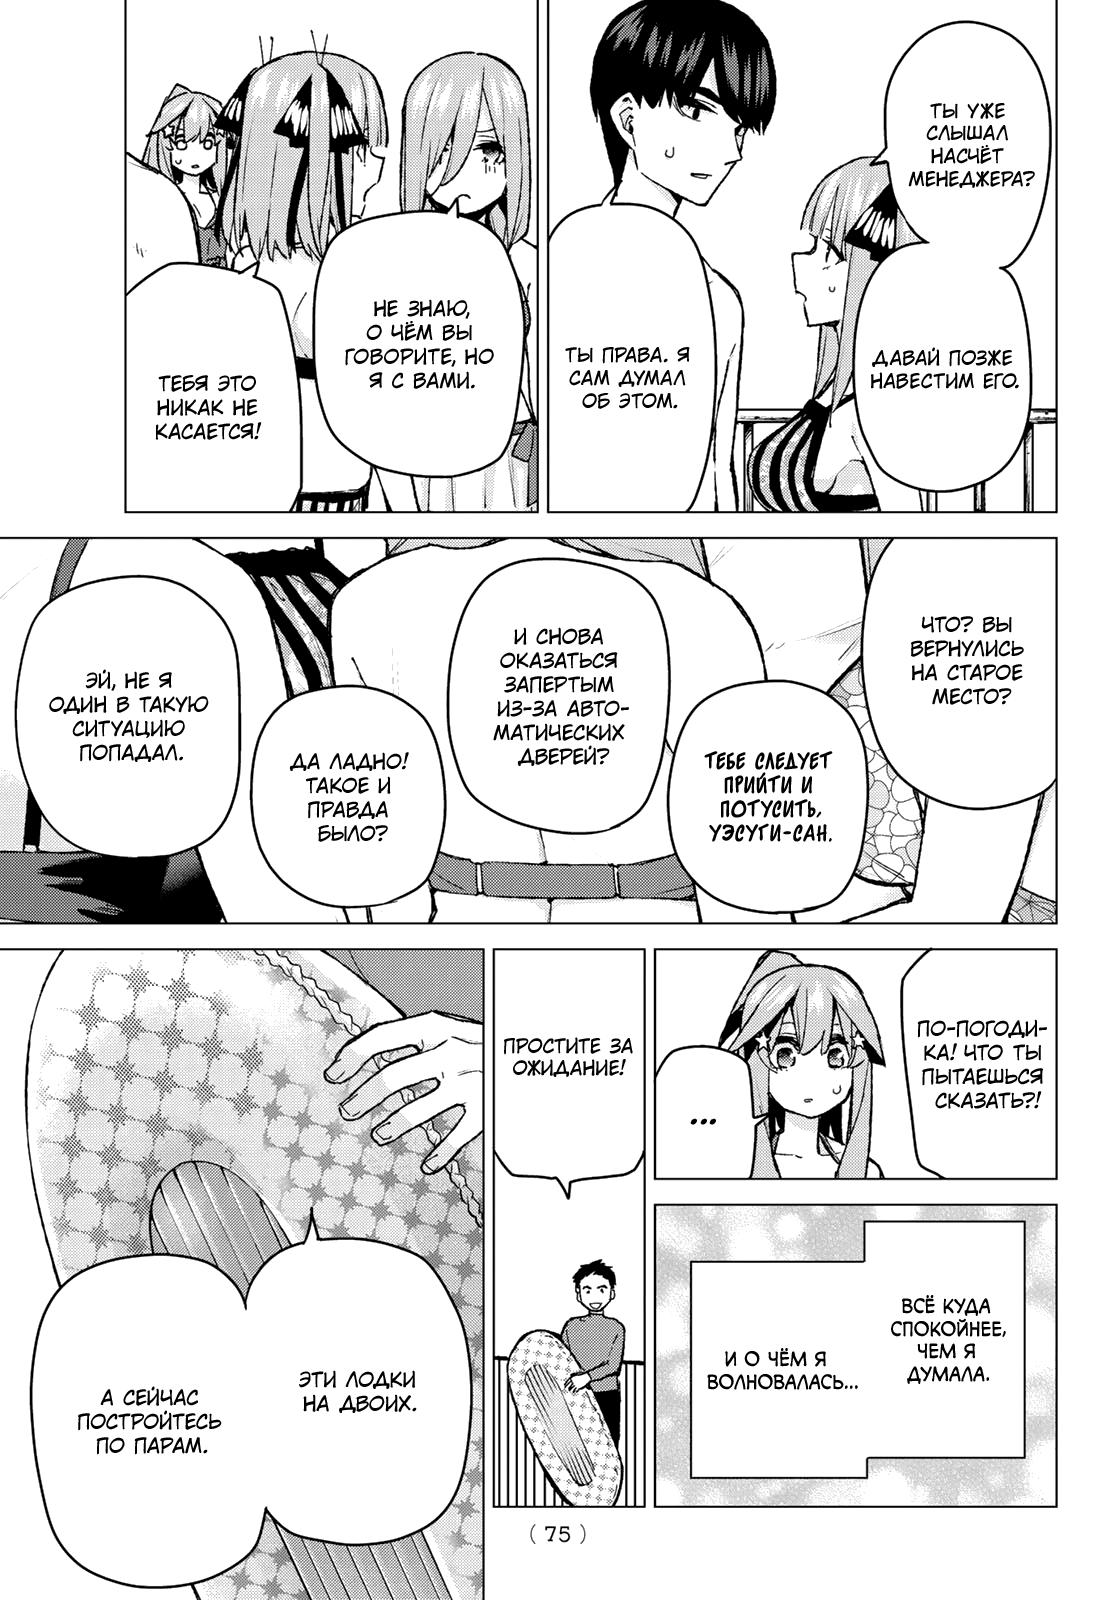 ТЫ УЖЕ
СЛЫШАЛ
НАСЧЁТ
МЕНЕДЖЕРА?
ДАВАЙ ПОЗЖЕ
НАВЕСТИМ ЕГО.
ТЫ ПРАВА. Я
САМ ДУМАЛ
ОБ ЭТОМ.
НЕ ЗНАЮ,
О ЧЁМ ВЫ
ГОВОРИТЕ, НО
Я С ВАМИ.
ТЕБЯ ЭТО
НИКАК НЕ
КАСАЕТСЯ!
ЧТО? ВЫ
ВЕРНУЛИСЬ
НА СТАРОЕ
МЕСТО?
ТЕБЕ СЛЕДУЕТ
ПРИЙТИ И
ПОТУСИТЬ,
УЭСУГИ-САН.
И СНОВА
ОКАЗАТЬСЯ
ЗАПЕРТЫМ
ИЗ-ЗА АВТО-
МАТИЧЕСКИХ
ДВЕРЕЙ?
ДА ЛАДНО!
ТАКОЕ И
ПРАВДА
БЫЛО?
ЭЙ, НЕ Я
ОДИН В ТАКУЮ
СИТУАЦИЮ
ПОПАДАЛ.
ПО-ПОГОДИ-
КА! ЧТО ТЫ
ПЫТАЕШЬСЯ
СКАЗАТЬ?!
...
ВСЁ КУДА
СПОКОЙНЕЕ,
ЧЕМ Я
ДУМАЛА.
И О ЧЁМ Я
ВОЛНОВАЛАСЬ...
ПРОСТИТЕ ЗА
ОЖИДАНИЕ!
ЭТИ ЛОДКИ
НА ДВОИХ.
А СЕЙЧАС
ПОСТРОЙТЕСЬ
ПО ПАРАМ.
( 75 )